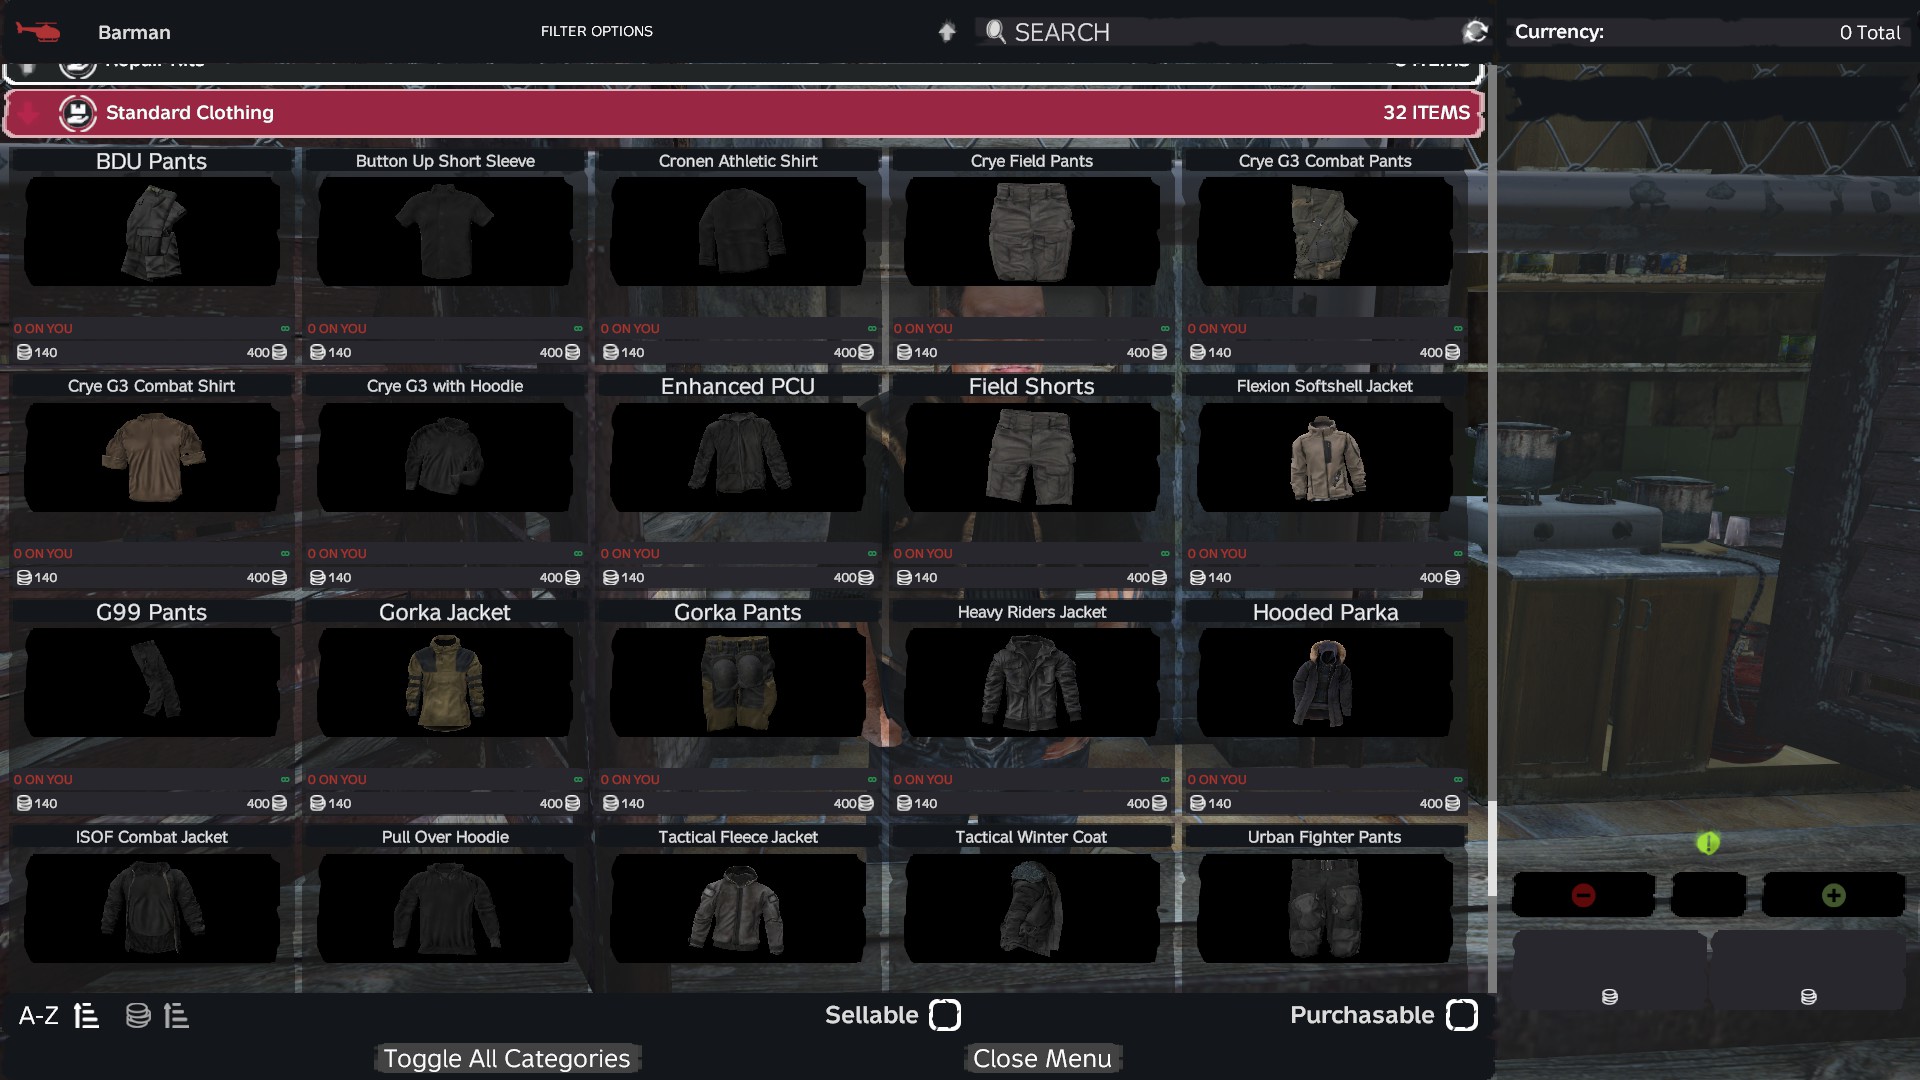 Barman
FILTER OPTIONS
SEARCH
Currency:
0 Total
Repair Kits
ITEMS
Standard Clothing
32 ITEMS
BDU Pants
Button Up Short Sleeve
Cronen Athletic Shirt
Crye Field Pants
Crye G3 Combat Pants
0 ON YOU ∞
0 ON YOU ∞
0 ON YOU ∞
0 ON YOU ∞
0 ON YOU ∞
140 400
140 400
140 400
140 400
140 400
Crye G3 Combat Shirt
Crye G3 with Hoodie
Enhanced PCU
Field Shorts
Flexion Softshell Jacket
0 ON YOU ∞
0 ON YOU ∞
0 ON YOU ∞
0 ON YOU ∞
0 ON YOU ∞
140 400
140 400
140 400
140 400
140 400
G99 Pants
Gorka Jacket
Gorka Pants
Heavy Riders Jacket
Hooded Parka
0 ON YOU ∞
0 ON YOU ∞
0 ON YOU ∞
0 ON YOU ∞
0 ON YOU ∞
140 400
140 400
140 400
140 400
140 400
ISOF Combat Jacket
Pull Over Hoodie
Tactical Fleece Jacket
Tactical Winter Coat
Urban Fighter Pants
A-Z
Sellable
Purchasable
Toggle All Categories
Close Menu